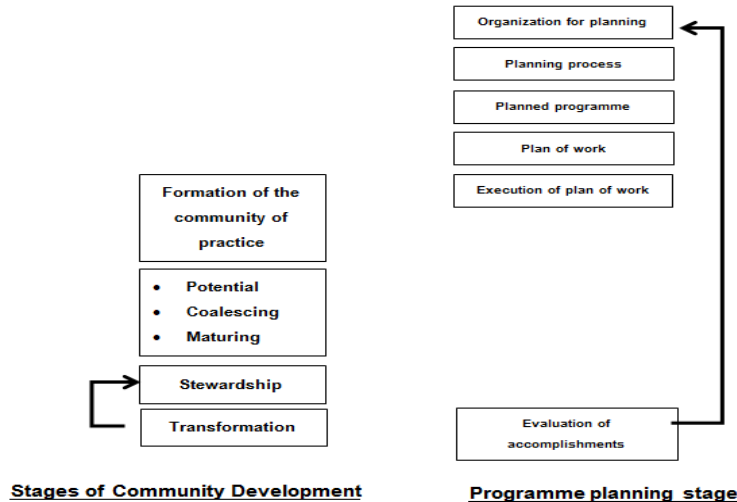 Organization for planning
Planning process
Planned programme
Plan of work
Execution of plan of work
Formation of the
community of
practice
• Potential
• Coalescing
• Maturing
Stewardship
Transformation
Evaluation of
accomplishments
Stages of Community Development
Programme planning stage